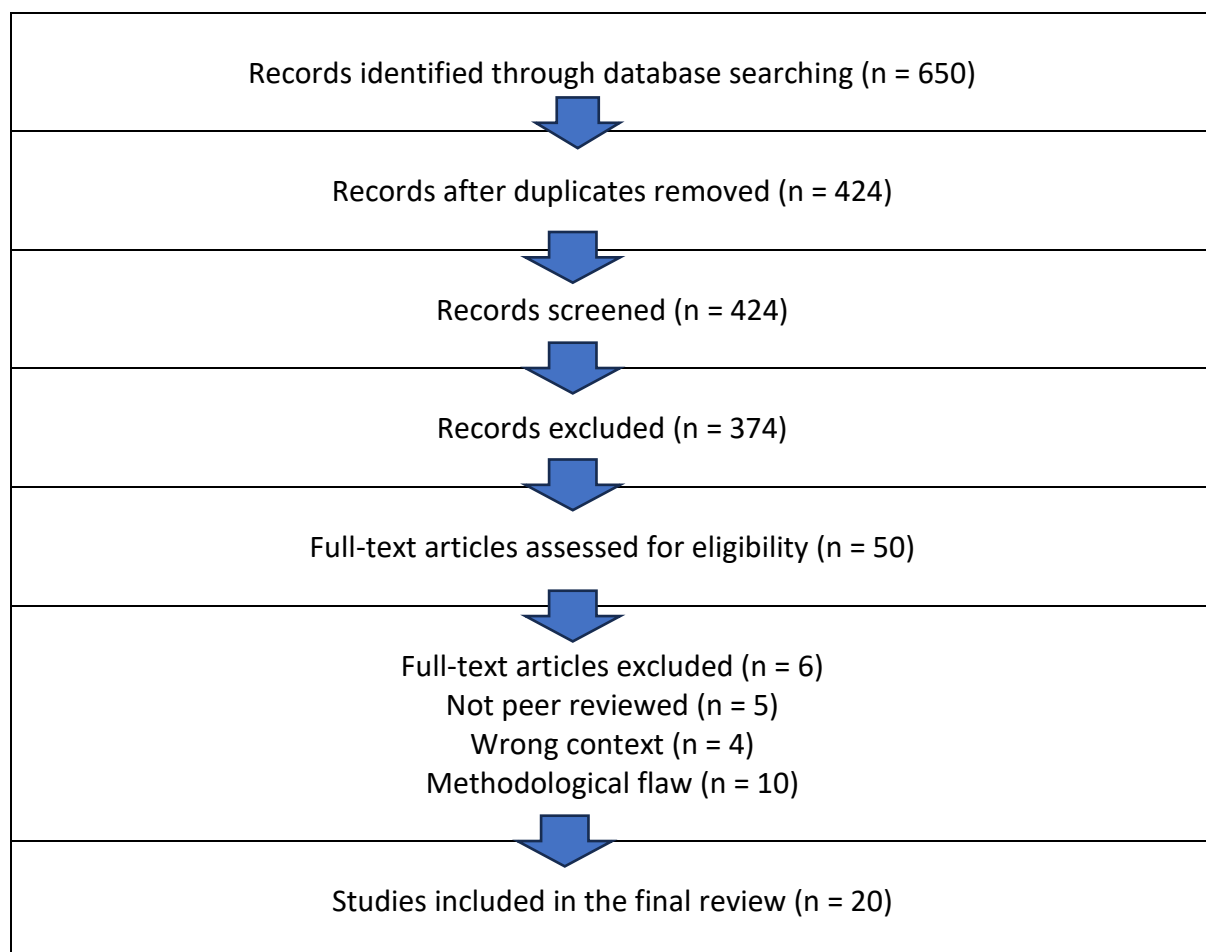 Records identified through database searching (n = 650)
Records after duplicates removed (n = 424)
Records screened (n = 424)
Records excluded (n = 374)
Full-text articles assessed for eligibility (n = 50)
Full-text articles excluded (n = 6)
Not peer reviewed (n = 5)
Wrong context (n = 4)
Methodological flaw (n = 10)
Studies included in the final review (n = 20)